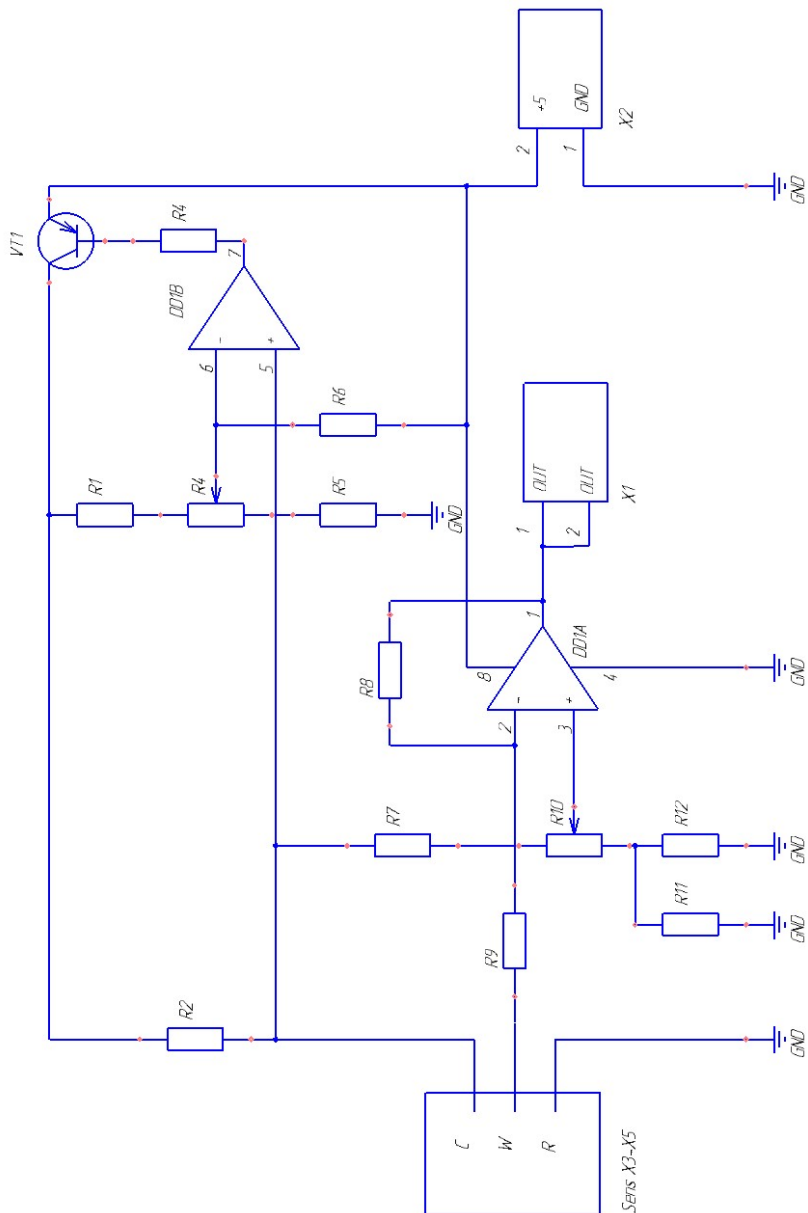 VT1
R4
7
DD1B
-
+
6
5
R1
R4
R5
GND
R6
+5
GND
2
1
X2
GND
OUT
OUT
1
2
X1
R8
8
1
DD1A
4
-
+
2
3
GND
R7
R10
R12
GND
R11
GND
R9
R2
C
W
R
Sens X3-X5
GND